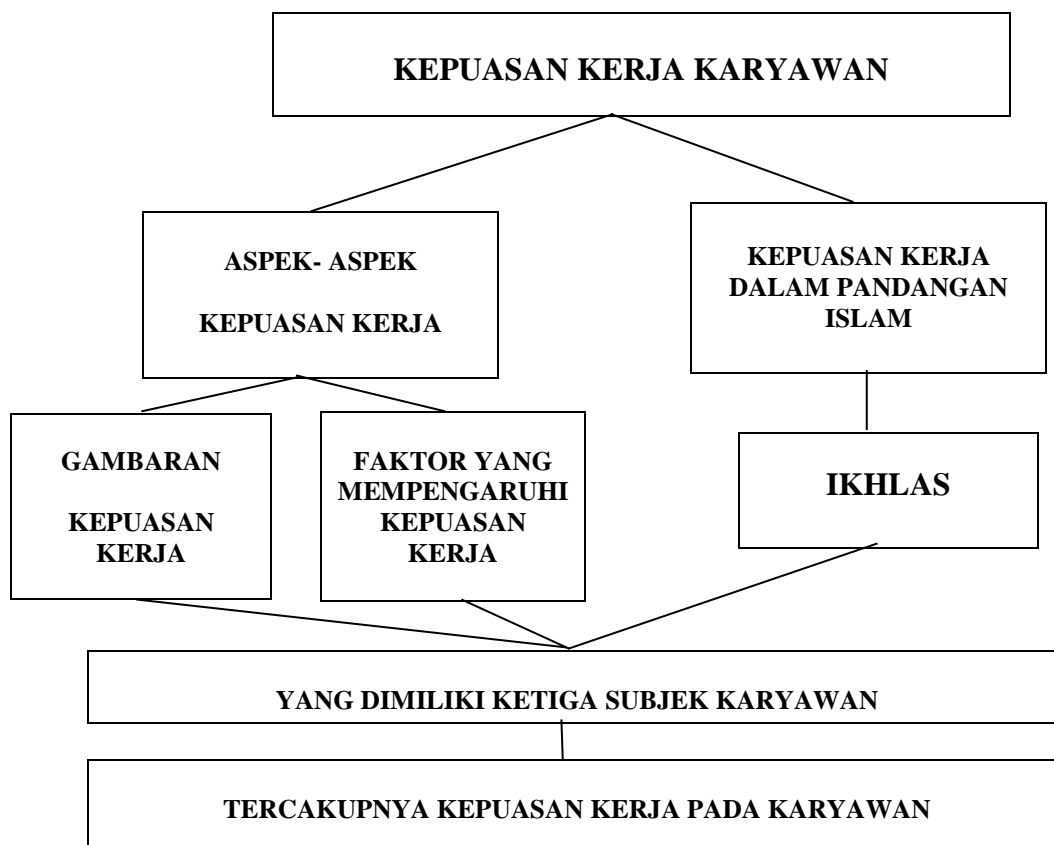 KEPUASAN KERJA KARYAWAN
ASPEK- ASPEK
KEPUASAN KERJA
KEPUASAN KERJA
DALAM PANDANGAN
ISLAM
GAMBARAN
KEPUASAN
KERJA
FAKTOR YANG
MEMPENGARUHI
KEPUASAN
KERJA
IKHLAS
YANG DIMILIKI KETIGA SUBJEK KARYAWAN
TERCAKUPNYA KEPUASAN KERJA PADA KARYAWAN